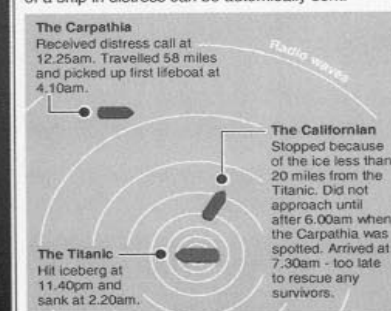 of a ship in distress can be automatically sent.
The Carpathia
Received distress call at
12.25am. Travelled 58 miles
and picked up first lifeboat at
4.10am.
Radio waves
The Californian
Stopped because
of the ice less than
20 miles from the
Titanic. Did not
approach until
after 6.00am when
the Carpathia was
spotted. Arrived at
7.30am - too late
to rescue any
survivors.
The Titanic
Hit iceberg at
11.40pm and
sank at 2.20am.